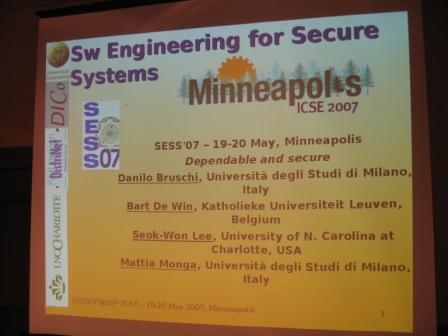 Sw Engineering for Secure
Systems
Minneapolis
ICSE 2007
SESS'07
SESS'07 – 19-20 May, Minneapolis
Dependable and secure
Danilo Bruschi, Università degli Studi di Milano,
Italy
Bart De Win, Katholieke Universiteit Leuven,
Belgium
Seok-Won Lee, University of N. Carolina at
Charlotte, USA
Mattia Monga, Università degli Studi di Milano,
Italy
DICo
DistriNet
UNC CHARLOTTE
SESS'07@29th ICSE – 19-20 May 2007, Minneapolis
1